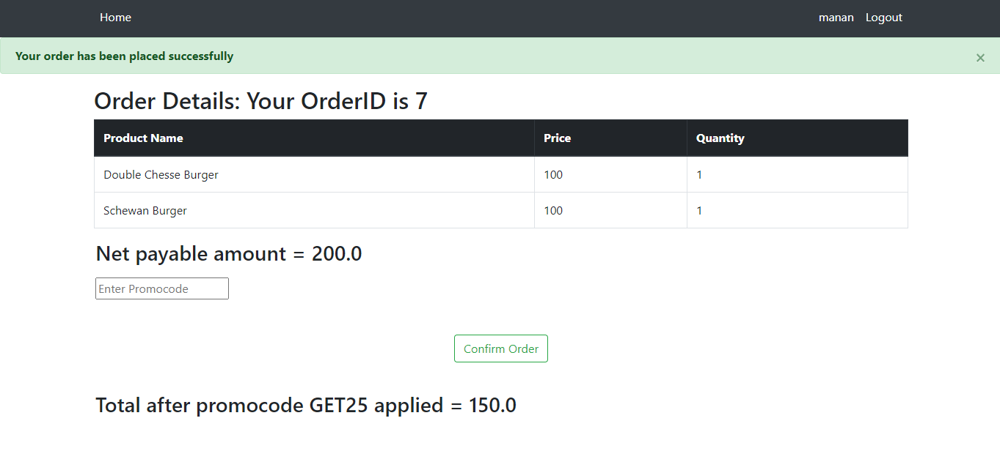 Home manan Logout
Your order has been placed successfully ×
Order Details: Your OrderID is 7
Product Name Price Quantity
Double Chesse Burger 100 1
Schewan Burger 100 1
Net payable amount = 200.0
Enter Promocode
Confirm Order
Total after promocode GET25 applied = 150.0